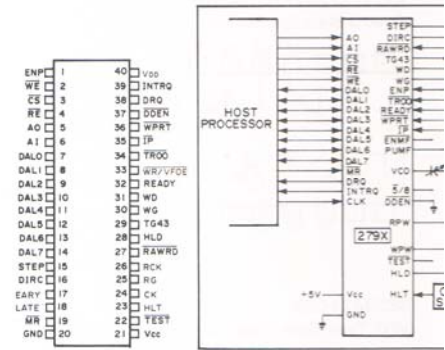 ENP 1 40 VDD
WE 2 39 INTRQ
CS 3 38 DRQ
RE 4 37 DDEN
A0 5 36 WPRT
A1 6 35 IP
DAL0 7 34 TR00
DAL1 8 33 WR/VFOE
DAL2 9 32 READY
DAL3 10 31 WD
DAL4 11 30 WG
DAL5 12 29 TG43
DAL6 13 28 HLD
DAL7 14 27 RAWRD
STEP 15 26 RCK
DIRC 16 25 RG
EARY 17 24 CK
LATE 18 23 HLT
MR 19 22 TEST
GND 20 21 Vcc
HOST
PROCESSOR
A0
A1
CS
RE
WE
DAL0
DAL1
DAL2
DAL3
DAL4
DAL5
DAL6
DAL7
MR
DRQ
INTRQ
CLK
+5V Vcc
GND
279X
STEP
DIRC
RAWRD
TG43
WD
WG
ENP
TR00
READY
WPRT
IP
ENMF
PUMP
VCO
5/8
DDEN
RPW
WPW
TEST
HLD
HLT